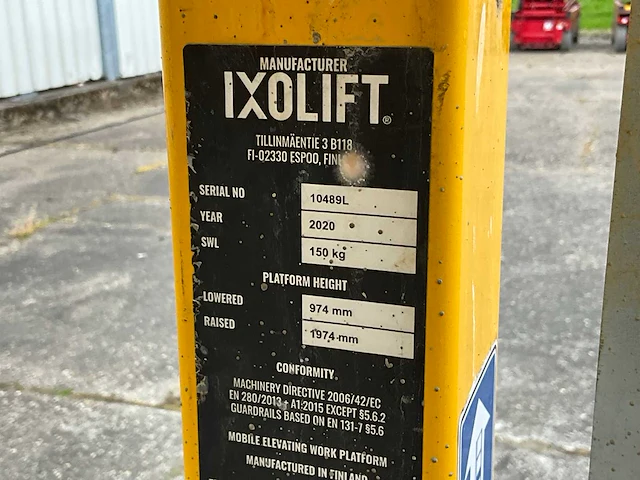 MANUFACTURER
IXOLIFT®
TILLINMÄENTIE 3 B118
FI-02330 ESPOO,
SERIAL NO 10489L
YEAR 2020
SWL 150 kg
PLATFORM HEIGHT
LOWERED 974 mm
RAISED 1974 mm
CONFORMITY
MACHINERY DIRECTIVE 2006/42/EC
EN 280/2013 + A1:2015 EXCEPT §5.6.2
GUARDRAILS BASED ON EN 131-7 §5.6
MOBILE ELEVATING WORK PLATFORM
MANUFACTURED IN FINLAND